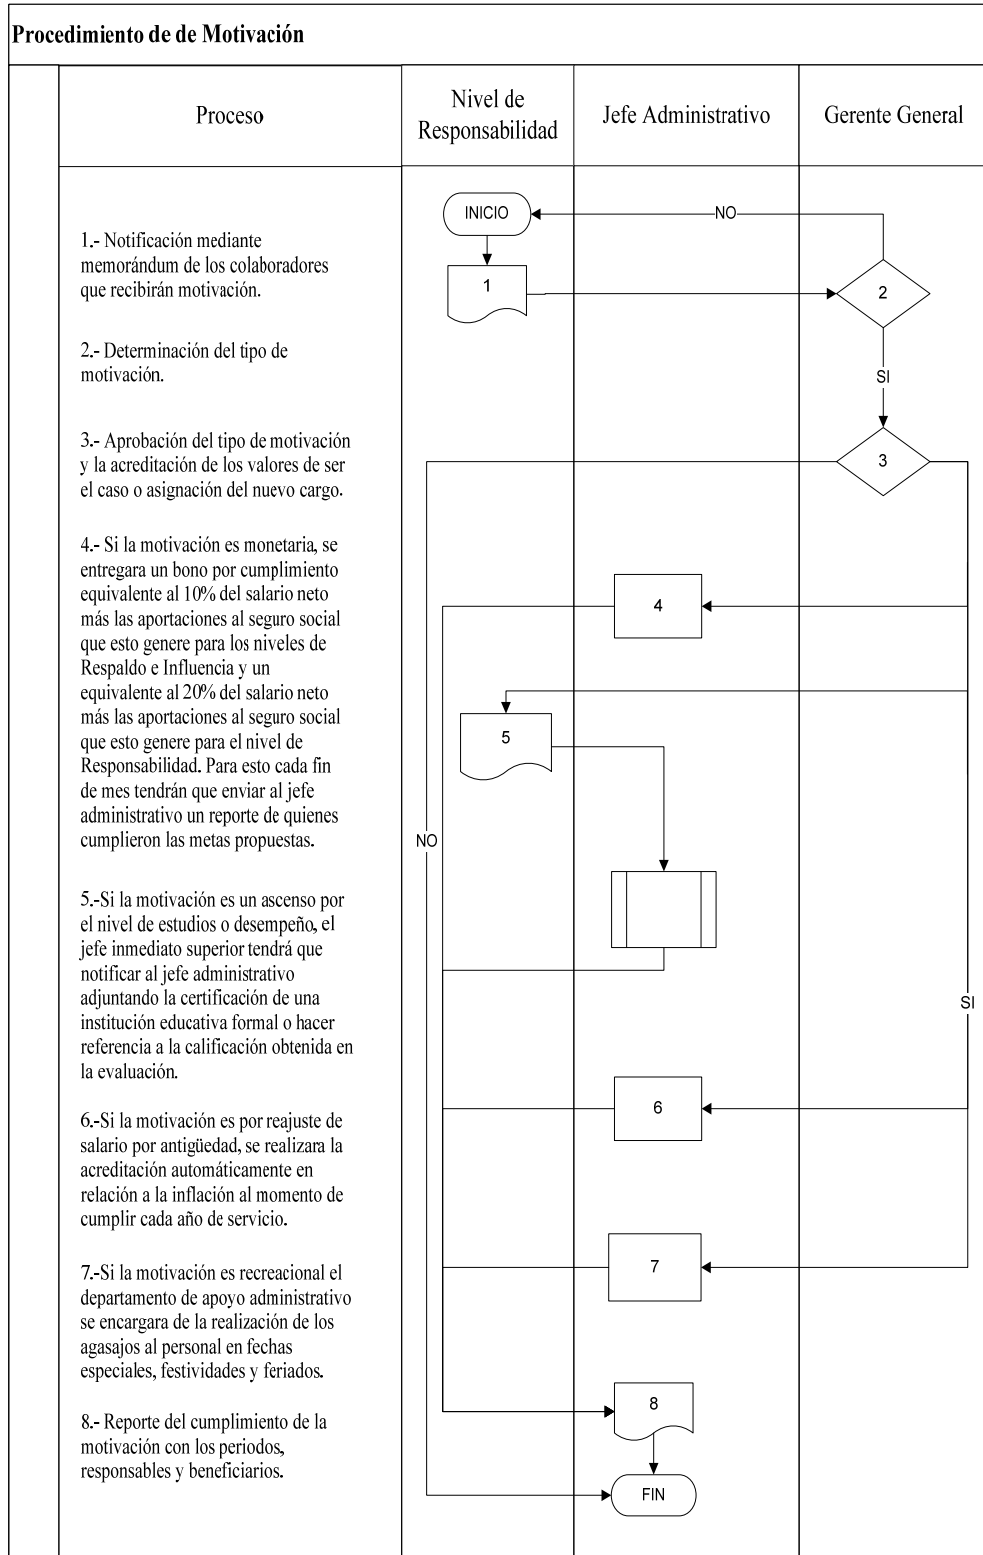 Procedimiento de de Motivación
Proceso
Nivel de
Responsabilidad
Jefe Administrativo
Gerente General
1.- Notificación mediante
memorándum de los colaboradores
que recibirán motivación.
2.- Determinación del tipo de
motivación.
3.- Aprobación del tipo de motivación
y la acreditación de los valores de ser
el caso o asignación del nuevo cargo.
4.- Si la motivación es monetaria, se
entregara un bono por cumplimiento
equivalente al 10% del salario neto
más las aportaciones al seguro social
que esto genere para los niveles de
Respaldo e Influencia y un
equivalente al 20% del salario neto
más las aportaciones al seguro social
que esto genere para el nivel de
Responsabilidad. Para esto cada fin
de mes tendrán que enviar al jefe
administrativo un reporte de quienes
cumplieron las metas propuestas.
5.-Si la motivación es un ascenso por
el nivel de estudios o desempeño, el
jefe inmediato superior tendrá que
notificar al jefe administrativo
adjuntando la certificación de una
institución educativa formal o hacer
referencia a la calificación obtenida en
la evaluación.
6.-Si la motivación es por reajuste de
salario por antigüedad, se realizara la
acreditación automáticamente en
relación a la inflación al momento de
cumplir cada año de servicio.
7.-Si la motivación es recreacional el
departamento de apoyo administrativo
se encargara de la realización de los
agasajos al personal en fechas
especiales, festividades y feriados.
8.- Reporte del cumplimiento de la
motivación con los periodos,
responsables y beneficiarios.
INICIO
NO
1
2
SI
3
4
5
NO
SI
6
7
8
FIN